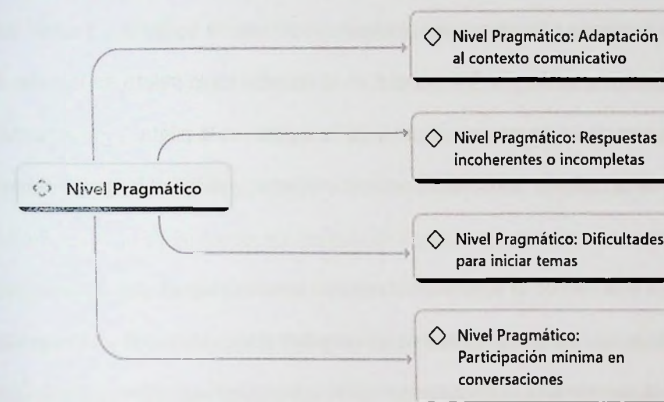 Nivel Pragmático: Adaptación
al contexto comunicativo
Nivel Pragmático: Respuestas
incoherentes o incompletas
Nivel Pragmático
Nivel Pragmático: Dificultades
para iniciar temas
Nivel Pragmático:
Participación mínima en
conversaciones